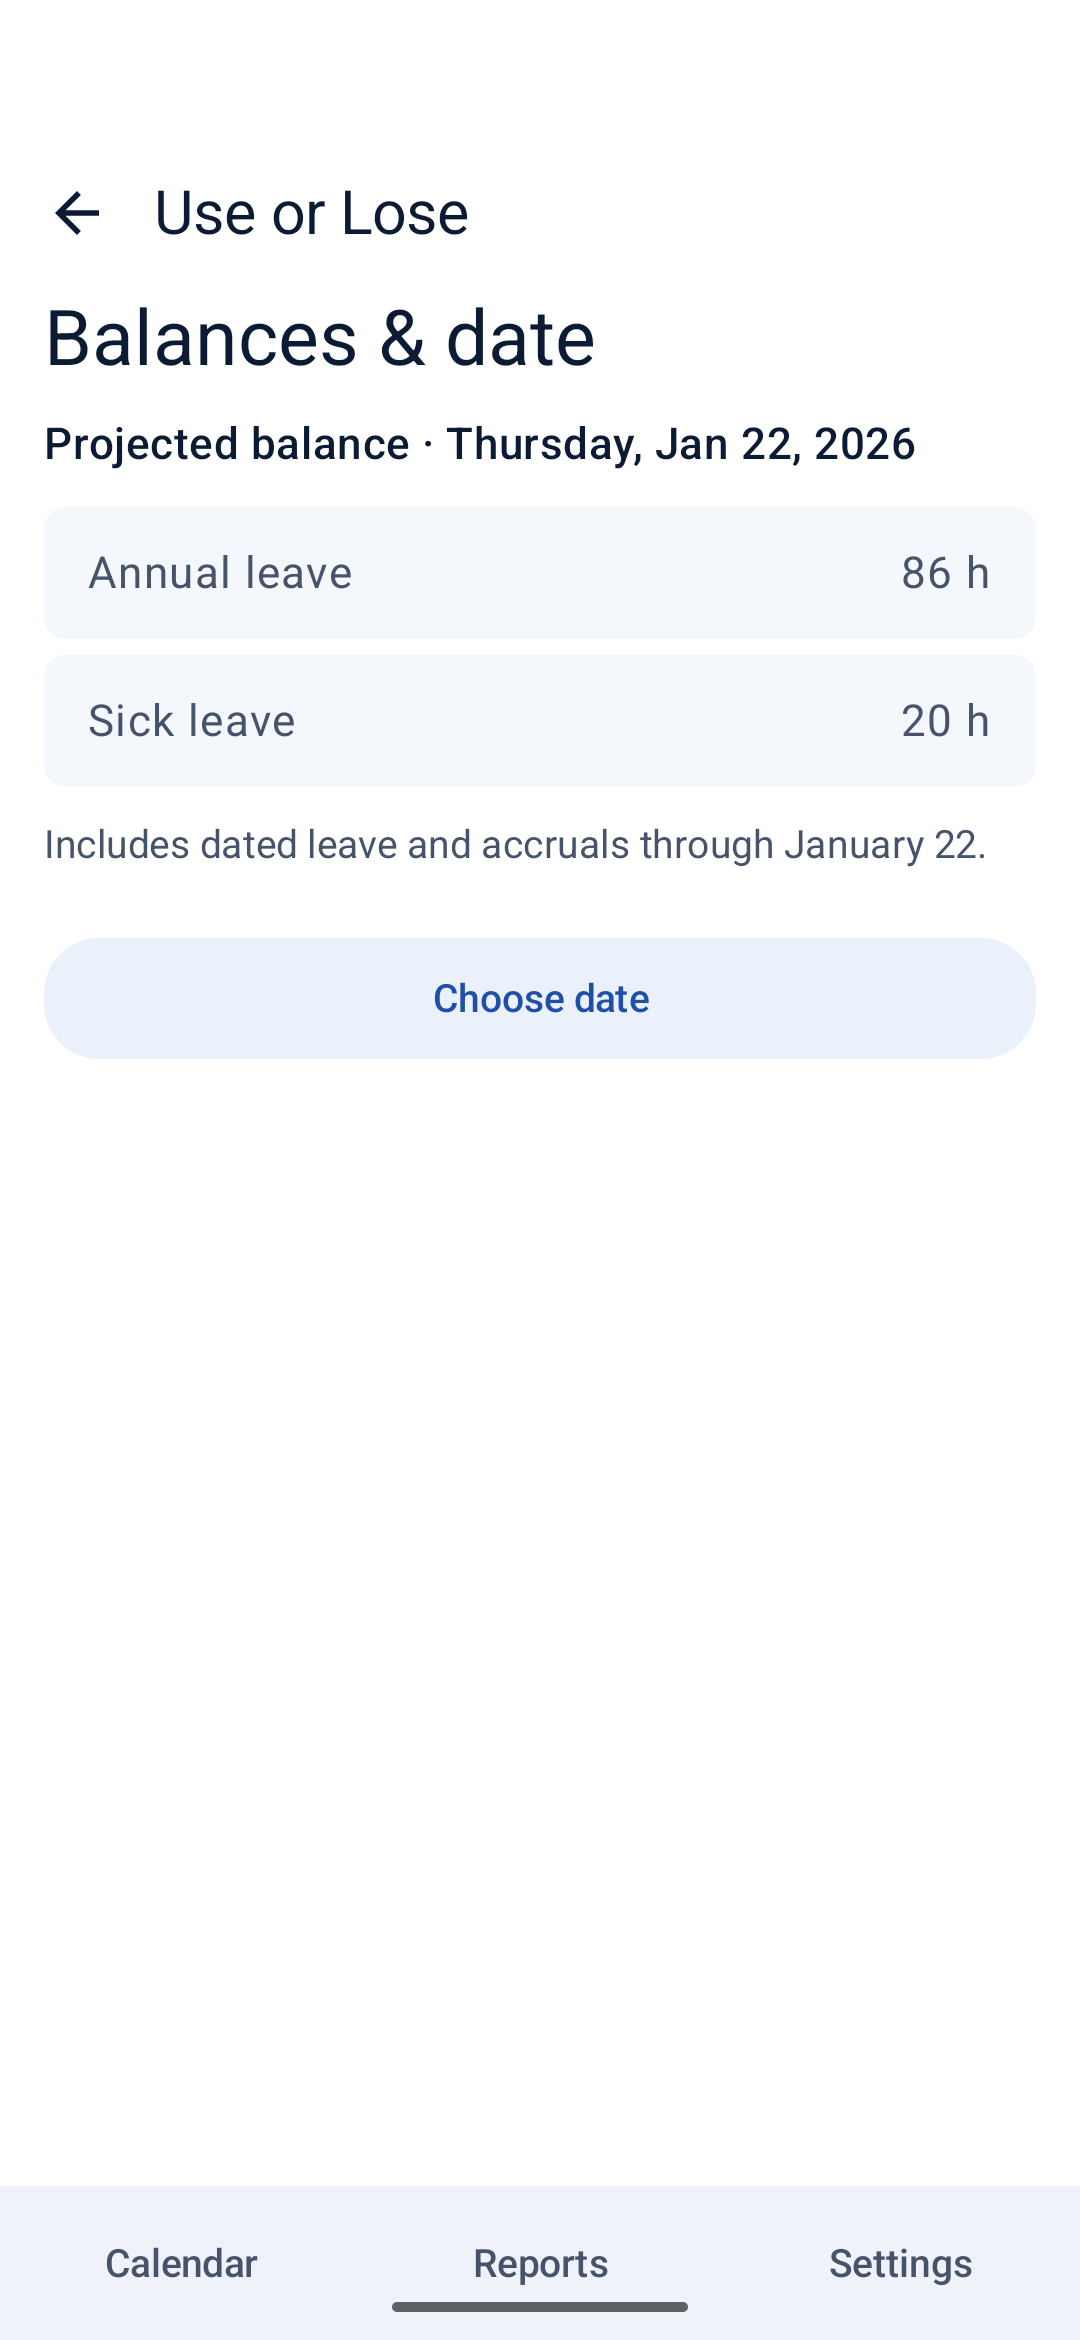 Use or Lose
Balances & date
Projected balance · Thursday, Jan 22, 2026
Annual leave 86 h
Sick leave 20 h
Includes dated leave and accruals through January 22.
Choose date
Calendar Reports Settings